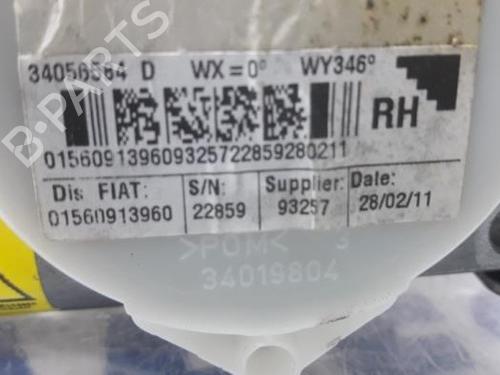 34056564 D WX = 0° WY346°
RH
015609139609325722859280211
Dis FIAT: S/N: Supplier: Date:
01560913960 22859 93257 28/02/11
>POM< 3
34019804
B-PARTS